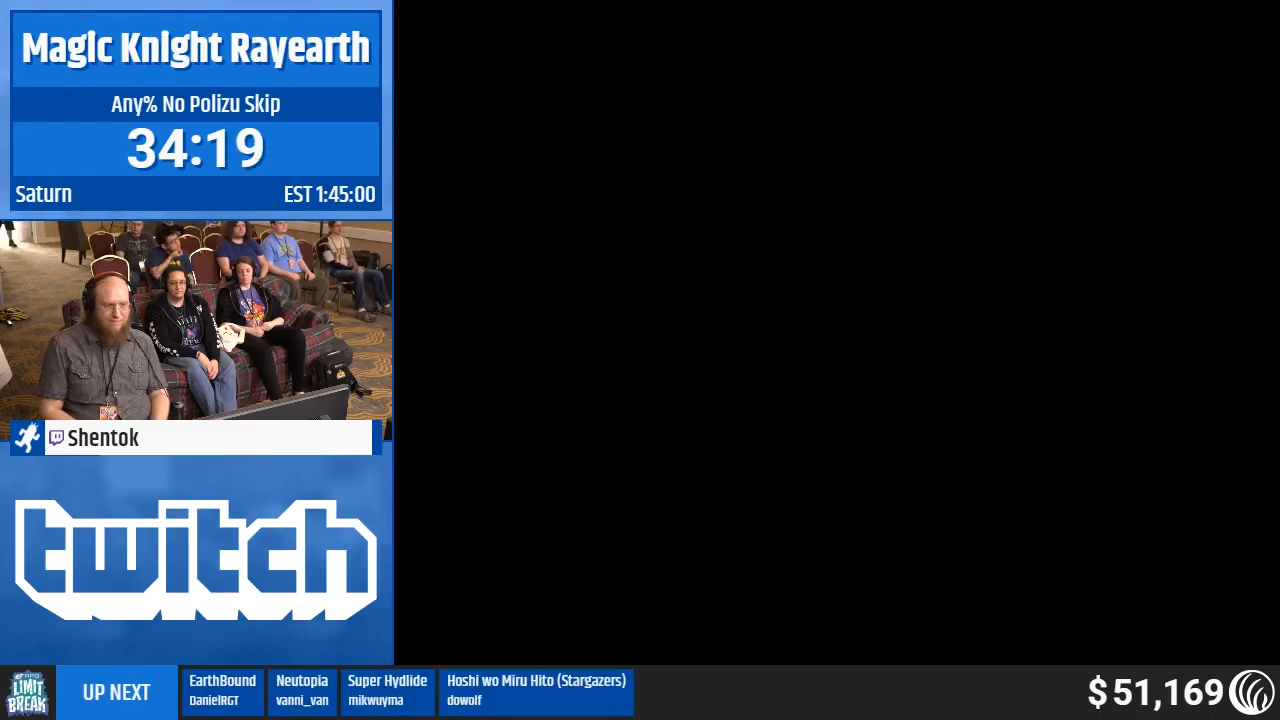 Magic Knight Rayearth
Any% No Polizu Skip
34:19
Saturn
EST 1:45:00
Shentok
twitch
RPG
LIMIT
BREAK
UP NEXT
EarthBound
DanielRGT
Neutopia
vanni_van
Super Hydlide
mikwuyma
Hoshi wo Miru Hito (Stargazers)
dowolf
$51,169